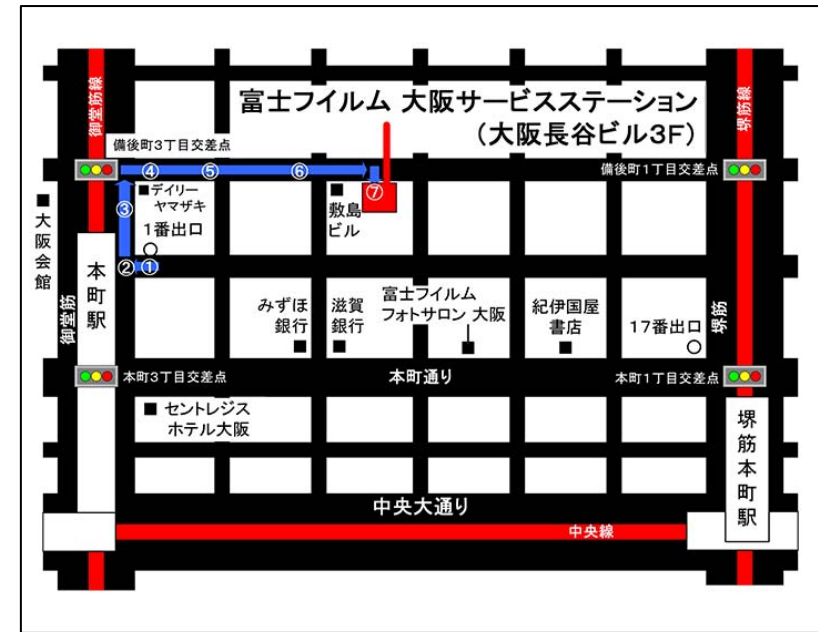 御堂筋線
富士フイルム 大阪サービスステーション
(大阪長谷ビル3F)
堺筋線
備後町3丁目交差点
備後町1丁目交差点
④
⑤
⑥
⑦
■デイリー
ヤマザキ
③
1番出口
②
①
■
敷島
ビル
■大阪会館
御堂筋
本町駅
みずほ
銀行
滋賀
銀行
富士フイルム
フォトサロン 大阪
紀伊国屋
書店
17番出口
堺筋
本町3丁目交差点
本町通り
本町1丁目交差点
■ セントレジス
ホテル大阪
堺筋本町駅
中央大通り
中央線